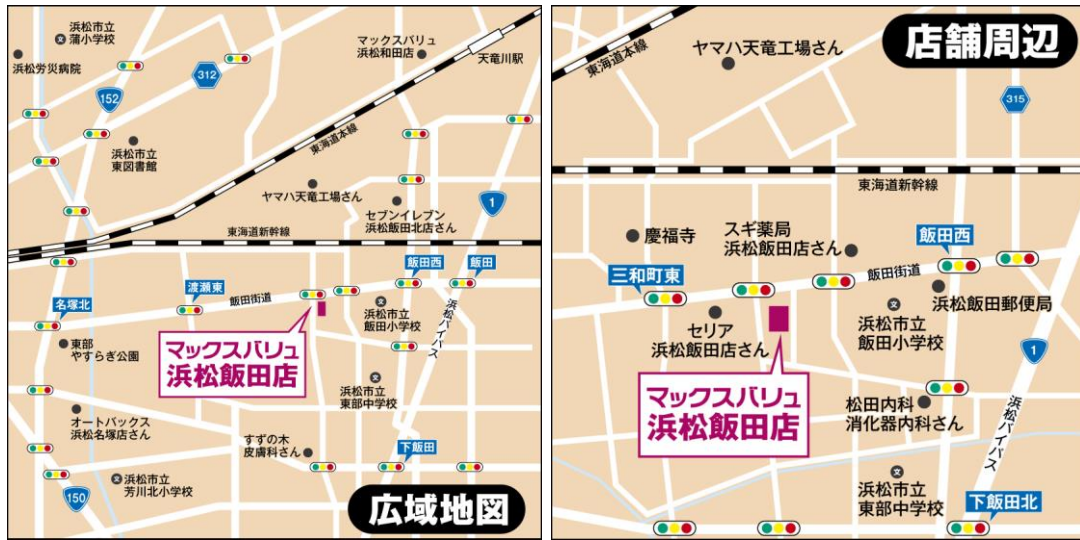 浜松市立
蒲小学校
浜松労災病院
152
312
マックスバリュ
浜松和田店
天竜川駅
浜松市立
東図書館
東海道本線
ヤマハ天竜工場さん
セブンイレブン
浜松飯田北店さん
1
東海道新幹線
飯田西
飯田
渡瀬東
飯田街道
名塚北
浜松市立
飯田小学校
浜松バイパス
東部
やすらぎ公園
マックスバリュ
浜松飯田店
浜松市立
東部中学校
オートバックス
浜松名塚店さん
すずの木
皮膚科さん
下飯田
浜松市立
芳川北小学校
150
広域地図
店舗周辺
ヤマハ天竜工場さん
東海道本線
315
東海道新幹線
慶福寺
スギ薬局
浜松飯田店さん
飯田西
三和町東
飯田街道
浜松飯田郵便局
セリア
浜松飯田店さん
浜松市立
飯田小学校
1
マックスバリュ
浜松飯田店
松田内科
消化器内科さん
浜松バイパス
浜松市立
東部中学校
下飯田北